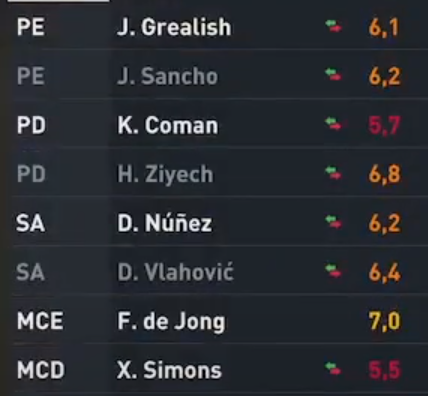 PE J. Grealish 6,1
PE J. Sancho 6,2
PD K. Coman 5,7
PD H. Ziyech 6,8
SA D. Núñez 6,2
SA D. Vlahović 6,4
MCE F. de Jong 7,0
MCD X. Simons 5,5